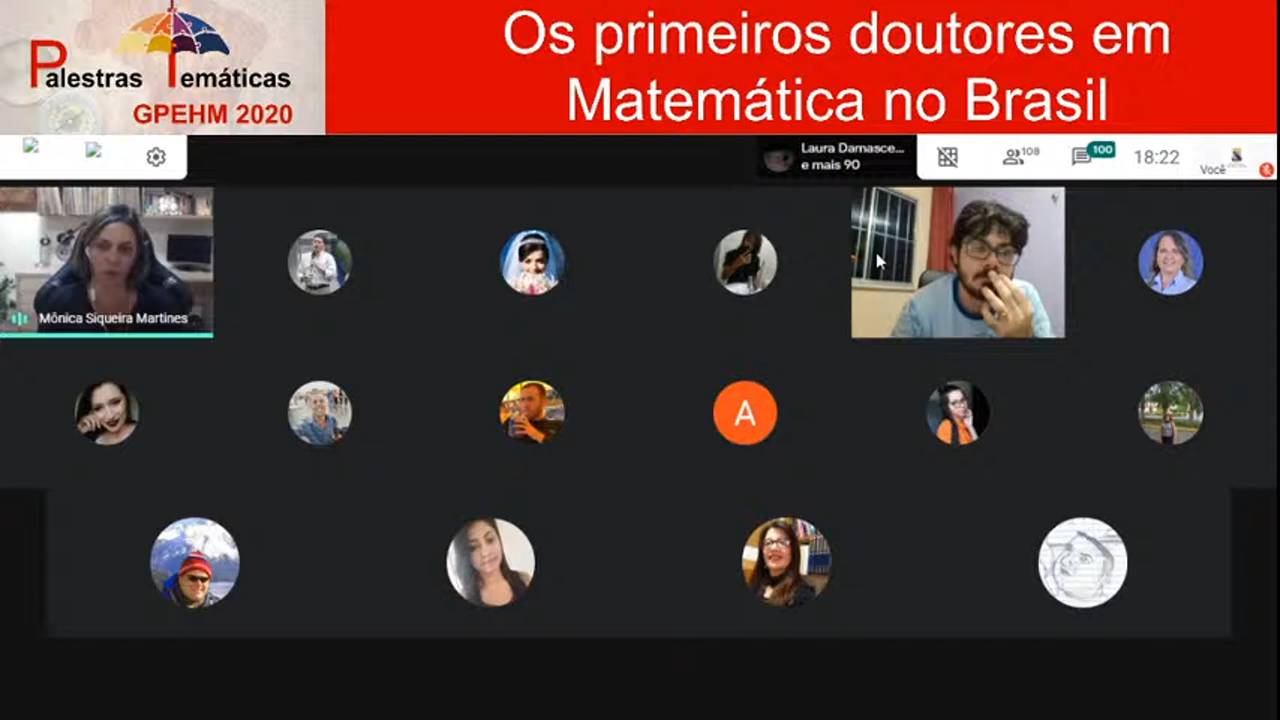 Palestras Temáticas
GPEHM 2020
Os primeiros doutores em
Matemática no Brasil
Laura Damasce...
e mais 90
108
100
18:22
Você
Mônica Siqueira Martines
A